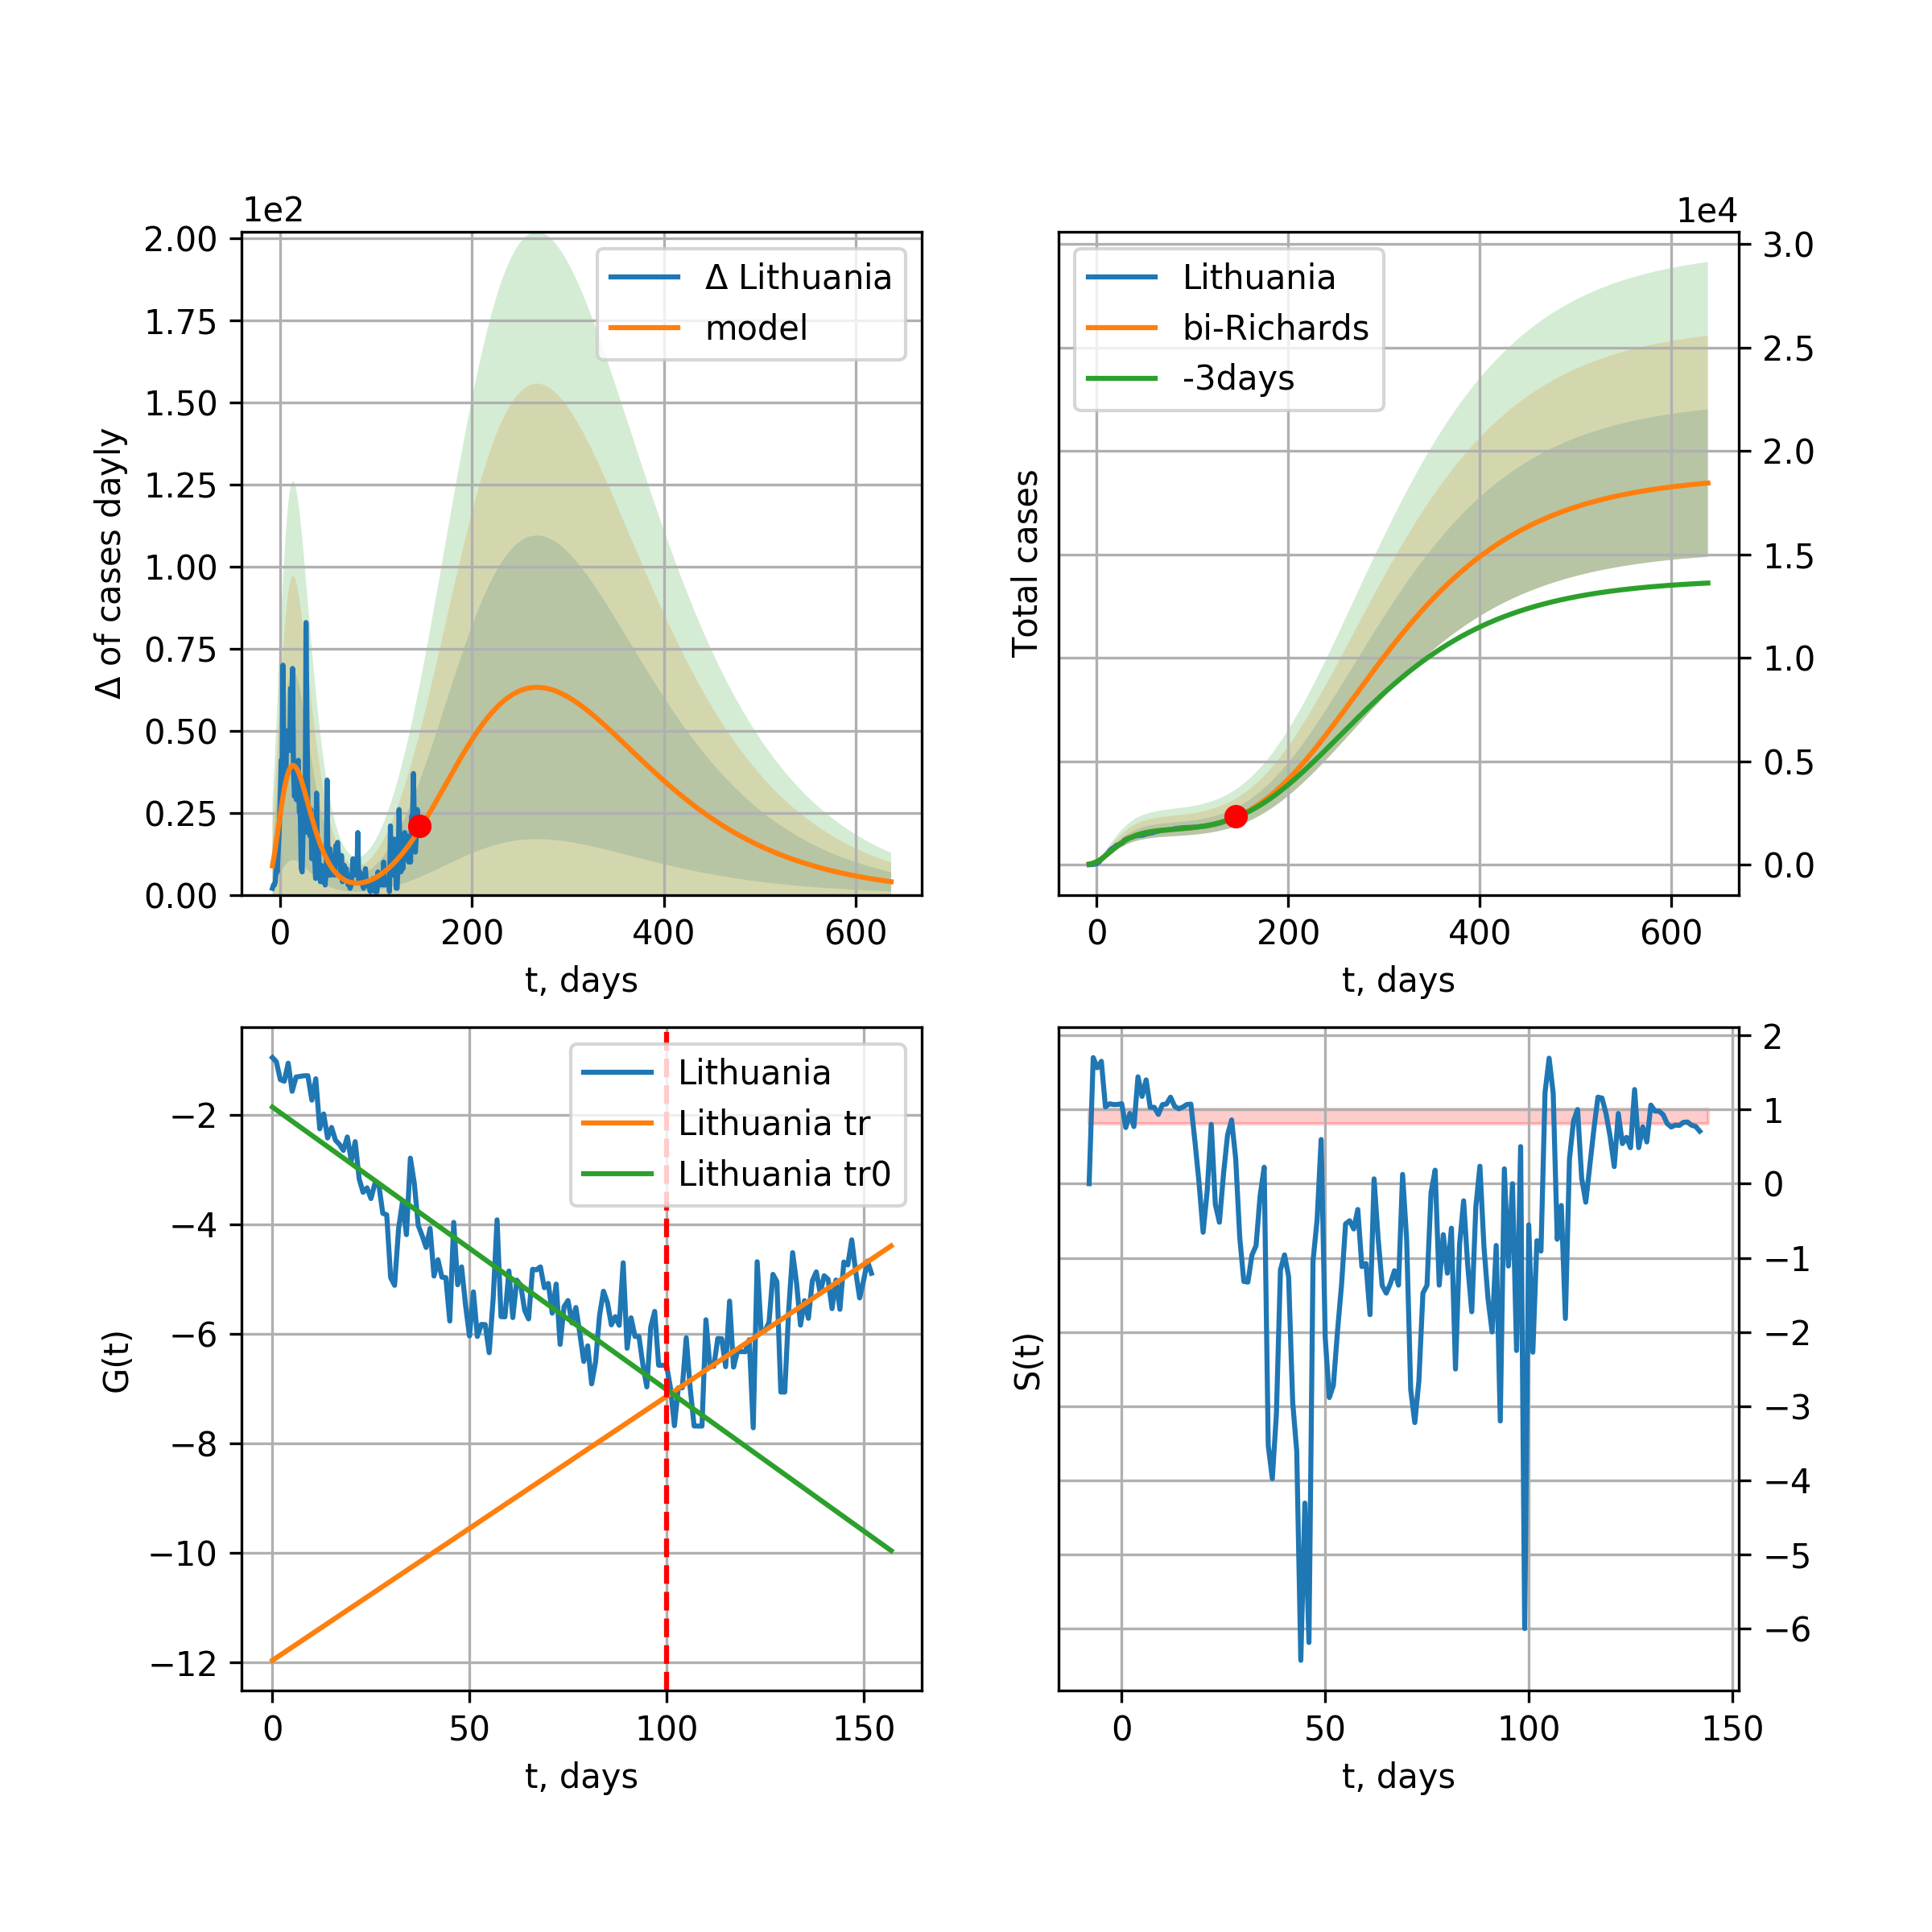 1e2
2.00
1.75
1.50
1.25
1.00
0.75
0.50
0.25
0.00
Δ of cases dayly
Δ Lithuania
model
0 200 400 600
t, days
1e4
Lithuania
bi-Richards
-3days
Total cases
3.0
2.5
2.0
1.5
1.0
0.5
0.0
0 200 400 600
t, days
−2
−4
−6
−8
−10
−12
G(t)
Lithuania
Lithuania tr
Lithuania tr0
0 50 100 150
t, days
S(t)
2
1
0
−1
−2
−3
−4
−5
−6
0 50 100 150
t, days